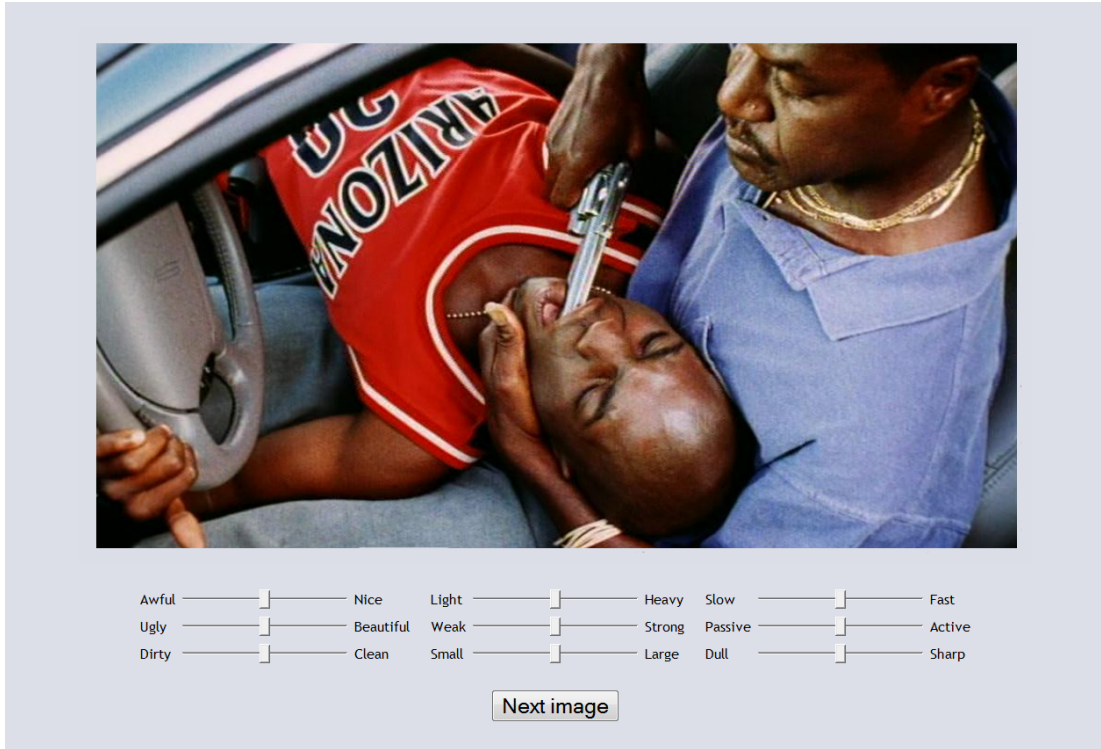 ARIZONA
Awful Nice Light Heavy Slow Fast
Ugly Beautiful Weak Strong Passive Active
Dirty Clean Small Large Dull Sharp
Next image